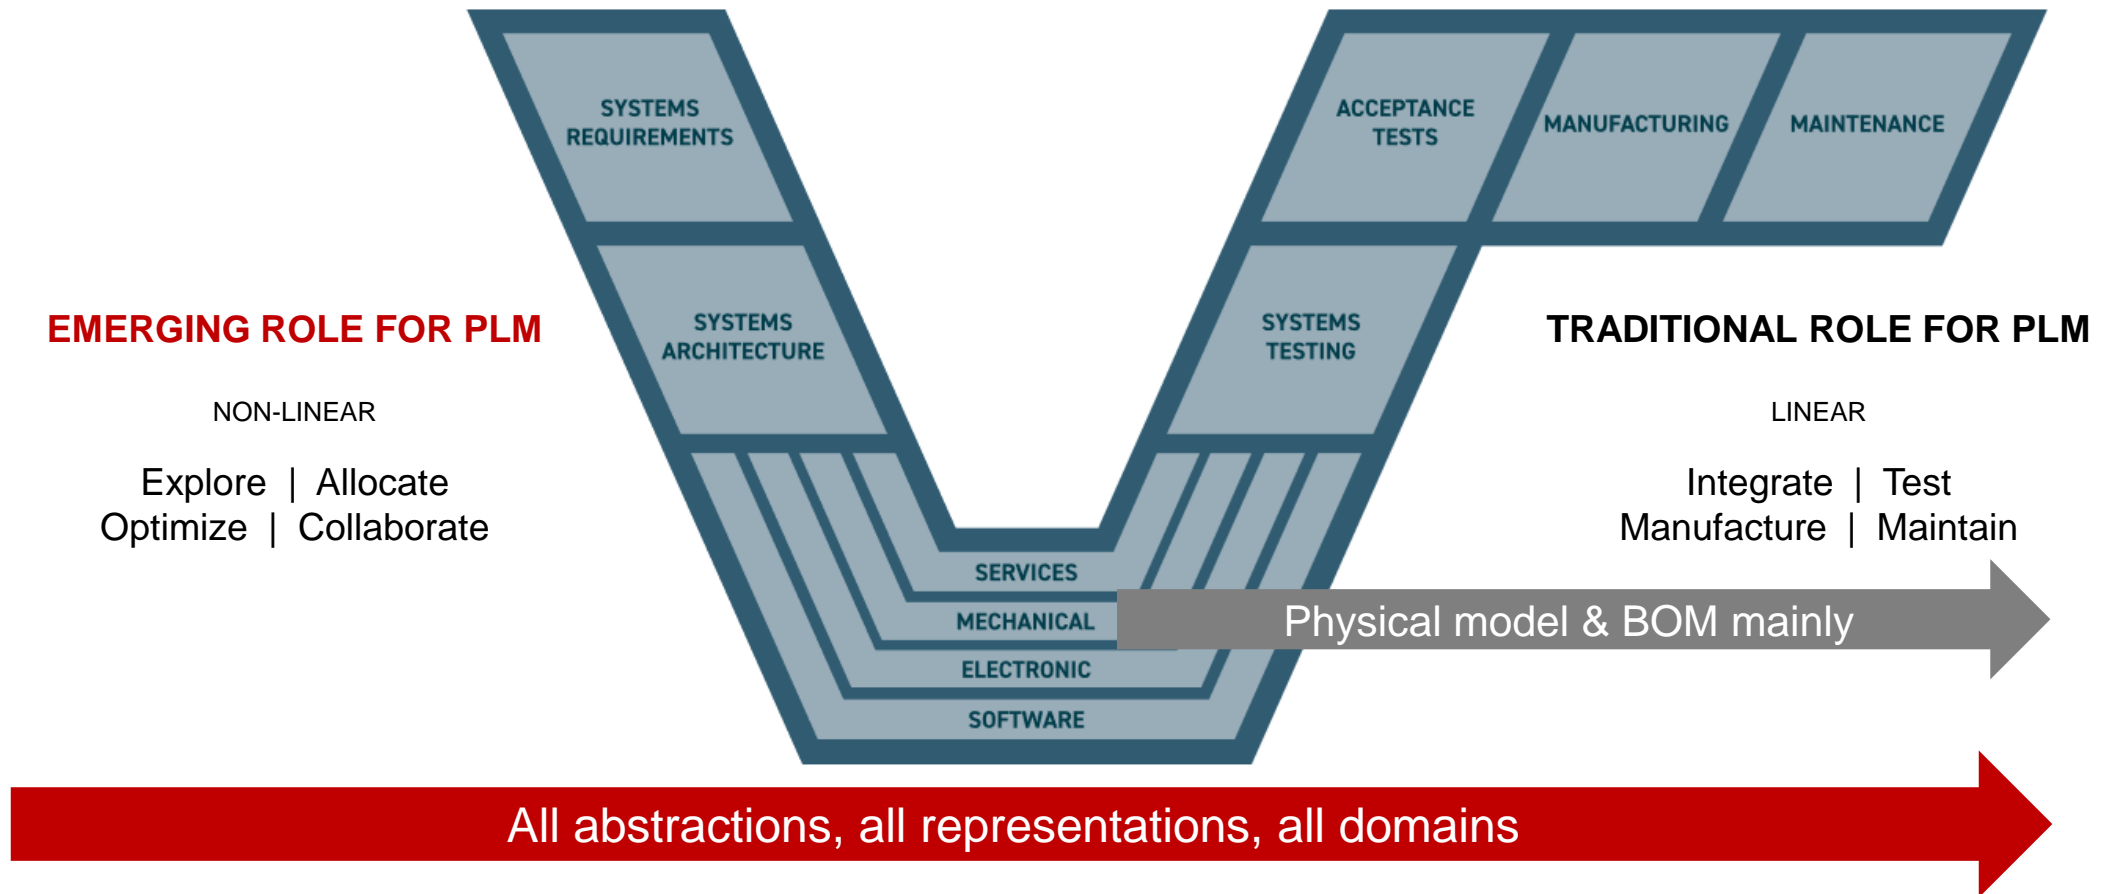 SYSTEMS
REQUIREMENTS
ACCEPTANCE
TESTS
MANUFACTURING
MAINTENANCE
EMERGING ROLE FOR PLM
NON-LINEAR
Explore | Allocate
Optimize | Collaborate
SYSTEMS
ARCHITECTURE
SYSTEMS
TESTING
TRADITIONAL ROLE FOR PLM
LINEAR
Integrate | Test
Manufacture | Maintain
SERVICES
MECHANICAL
ELECTRONIC
SOFTWARE
Physical model & BOM mainly
All abstractions, all representations, all domains